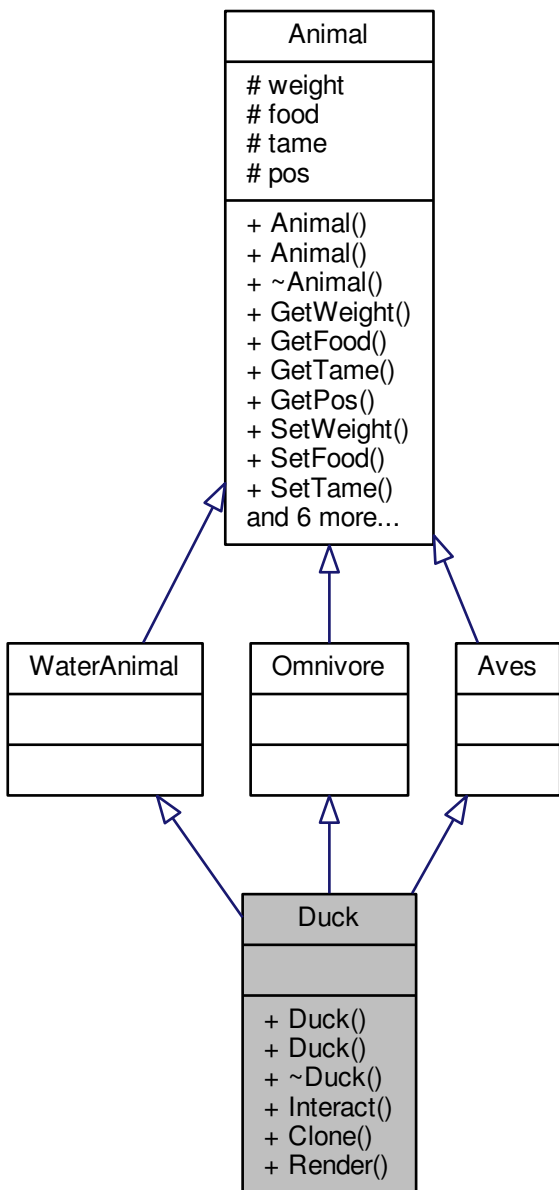 Animal
# weight
# food
# tame
# pos
+ Animal()
+ Animal()
+ ~Animal()
+ GetWeight()
+ GetFood()
+ GetTame()
+ GetPos()
+ SetWeight()
+ SetFood()
+ SetTame()
and 6 more...
WaterAnimal
Omnivore
Aves
Duck
+ Duck()
+ Duck()
+ ~Duck()
+ Interact()
+ Clone()
+ Render()